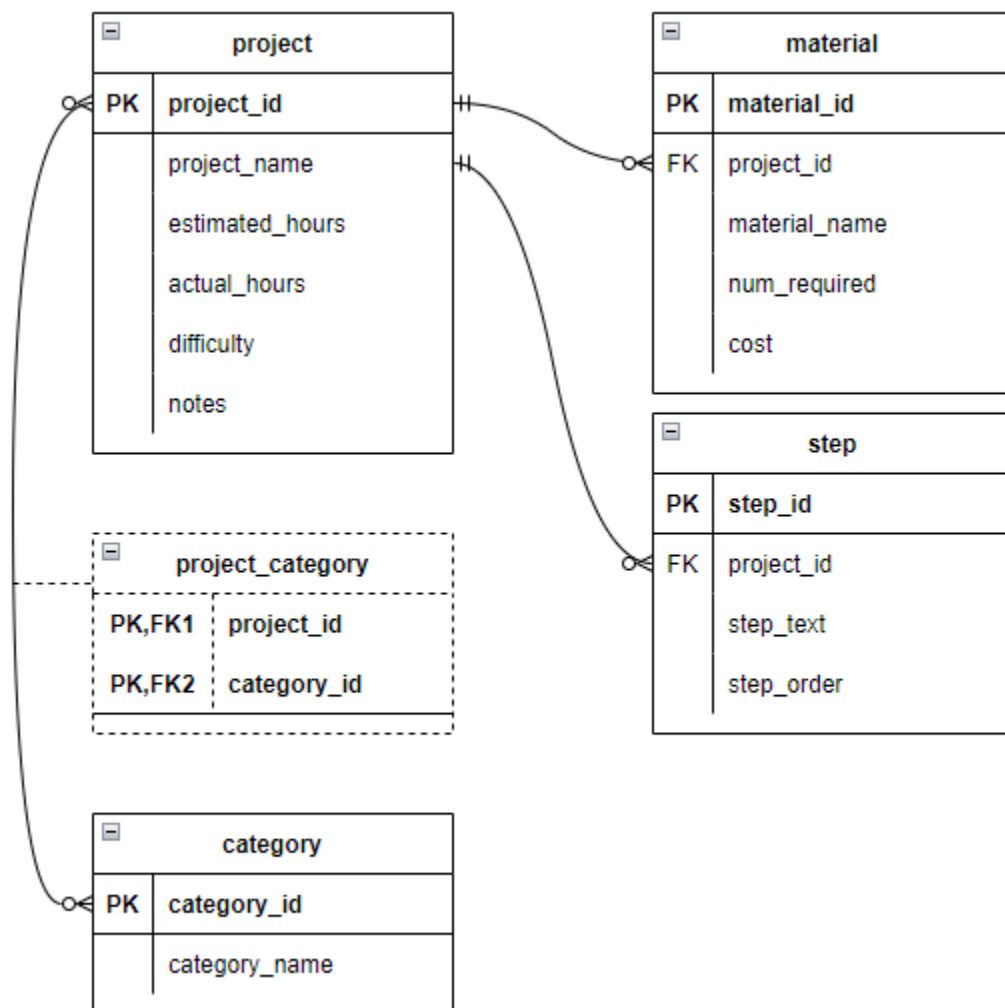 project
PK project_id
project_name
estimated_hours
actual_hours
difficulty
notes
material
PK material_id
FK project_id
material_name
num_required
cost
step
PK step_id
FK project_id
step_text
step_order
project_category
PK,FK1 project_id
PK,FK2 category_id
category
PK category_id
category_name